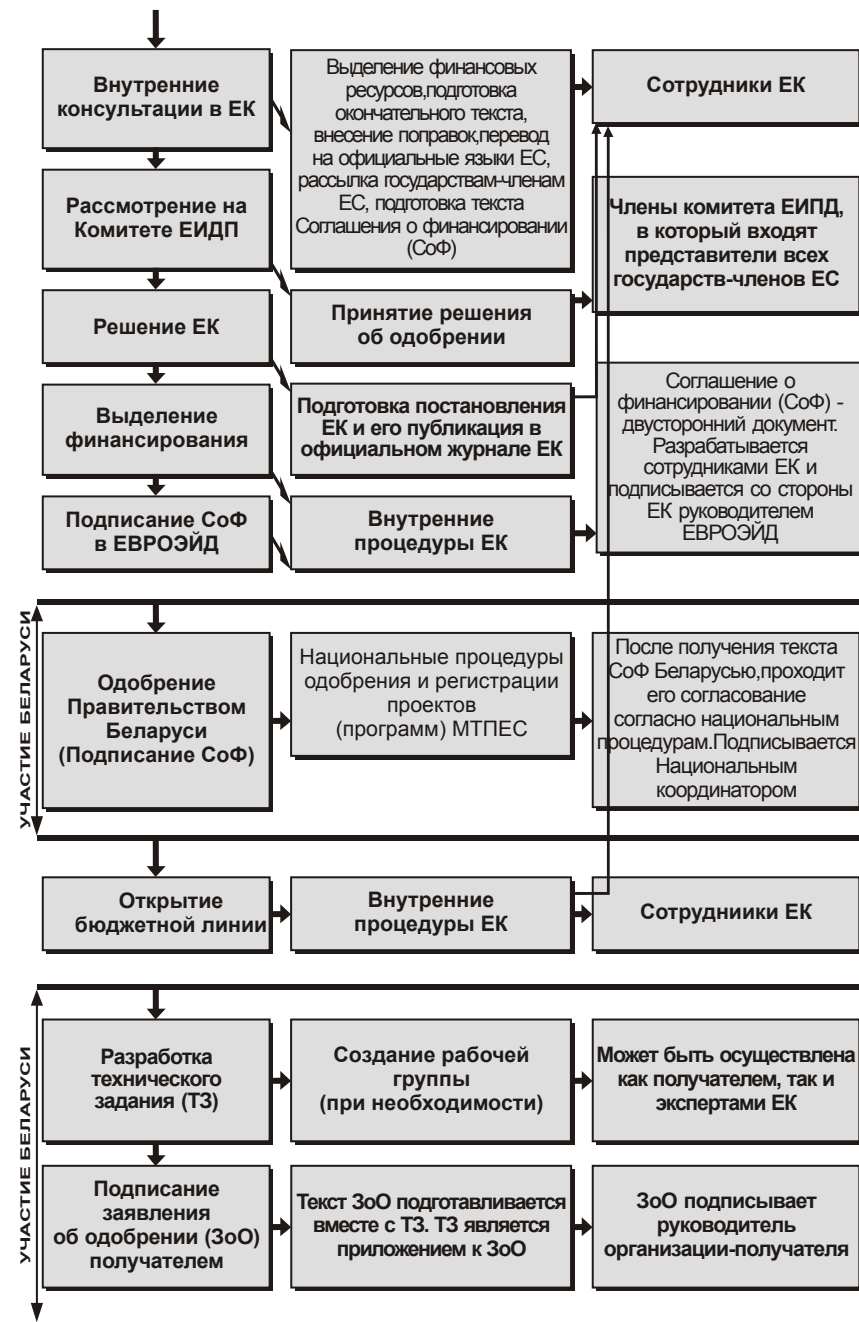 Внутренние
консультации в ЕК
Выделение финансовых
ресурсов,подготовка
окончательного текста,
внесение поправок,перевод
на официальные языки ЕС,
рассылка государствам-членам
ЕС, подготовка текста
Соглашения о финансировании
(СоФ)
Сотрудники ЕК
Рассмотрение на
Комитете ЕИДП
Члены комитета ЕИПД,
в который входят
представители всех
государств-членов ЕС
Решение ЕК
Принятие решения
об одобрении
Выделение
финансирования
Подготовка постановления
ЕК и его публикация в
официальном журнале ЕК
Соглашение о
финансировании (СоФ) -
двусторонний документ.
Разрабатывается
сотрудниками ЕК и
подписывается со стороны
ЕК руководителем
ЕВРОЭЙД
Подписание СоФ
в ЕВРОЭЙД
Внутренние
процедуры ЕК
УЧАСТИЕ БЕЛАРУСИ
Одобрение
Правительством
Беларуси
(Подписание СоФ)
Национальные процедуры
одобрения и регистрации
проектов
(программ) МТПЕС
После получения текста
СоФ Беларусью,проходит
его согласование
согласно национальным
процедурам.Подписывается
Национальным
координатором
Открытие
бюджетной линии
Внутренние
процедуры ЕК
Сотрудниики ЕК
УЧАСТИЕ БЕЛАРУСИ
Разработка
технического
задания (ТЗ)
Создание рабочей
группы
(при необходимости)
Может быть осуществлена
как получателем, так и
экспертами ЕК
Подписание
заявления
об одобрении (ЗоО)
получателем
Текст ЗоО подготавливается
вместе с ТЗ. ТЗ является
приложением к ЗоО
ЗоО подписывает
руководитель
организации-получателя